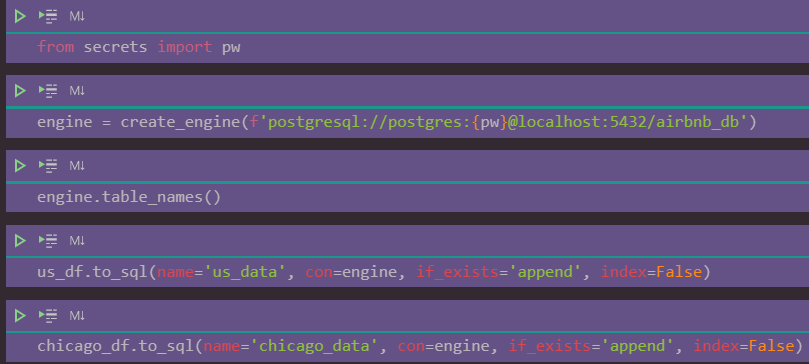 M↓
from secrets import pw
M↓
engine = create_engine(f'postgresql://postgres:{pw}@localhost:5432/airbnb_db')
M↓
engine.table_names()
M↓
us_df.to_sql(name='us_data', con=engine, if_exists='append', index=False)
M↓
chicago_df.to_sql(name='chicago_data', con=engine, if_exists='append', index=False)